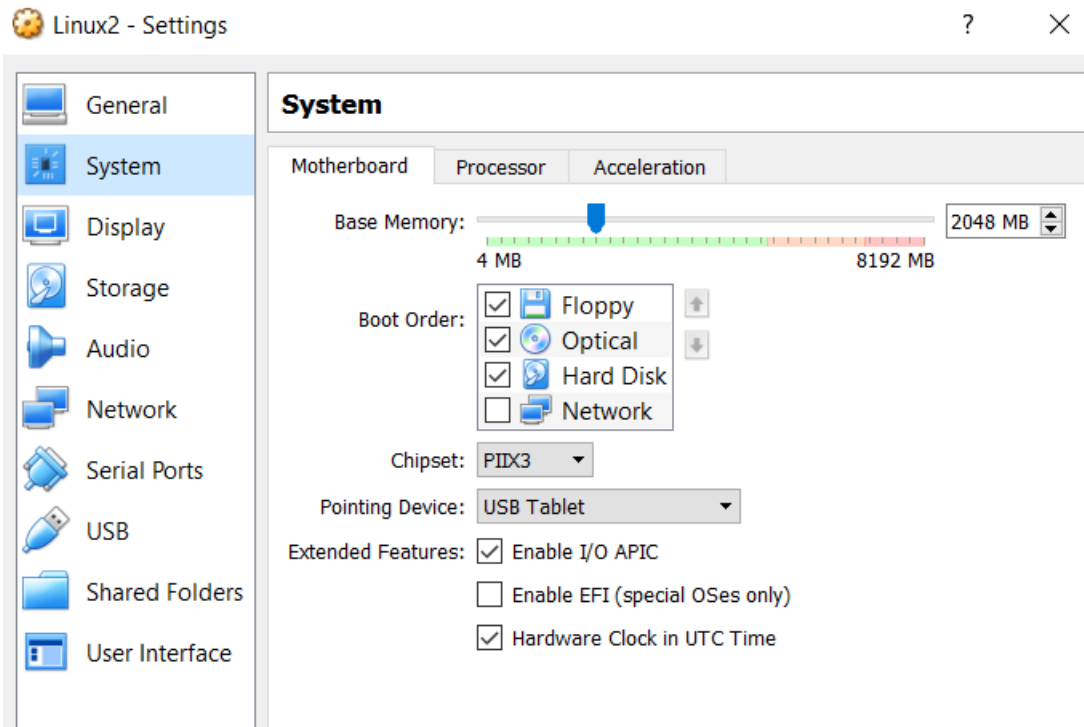 Linux2 - Settings
?
General
System
Display
Storage
Audio
Network
Serial Ports
USB
Shared Folders
User Interface
System
Motherboard Processor Acceleration
Base Memory: 2048 MB
4 MB 8192 MB
Boot Order: Floppy
Optical
Hard Disk
Network
Chipset: PIIX3
Pointing Device: USB Tablet
Extended Features: Enable I/O APIC
Enable EFI (special OSes only)
Hardware Clock in UTC Time